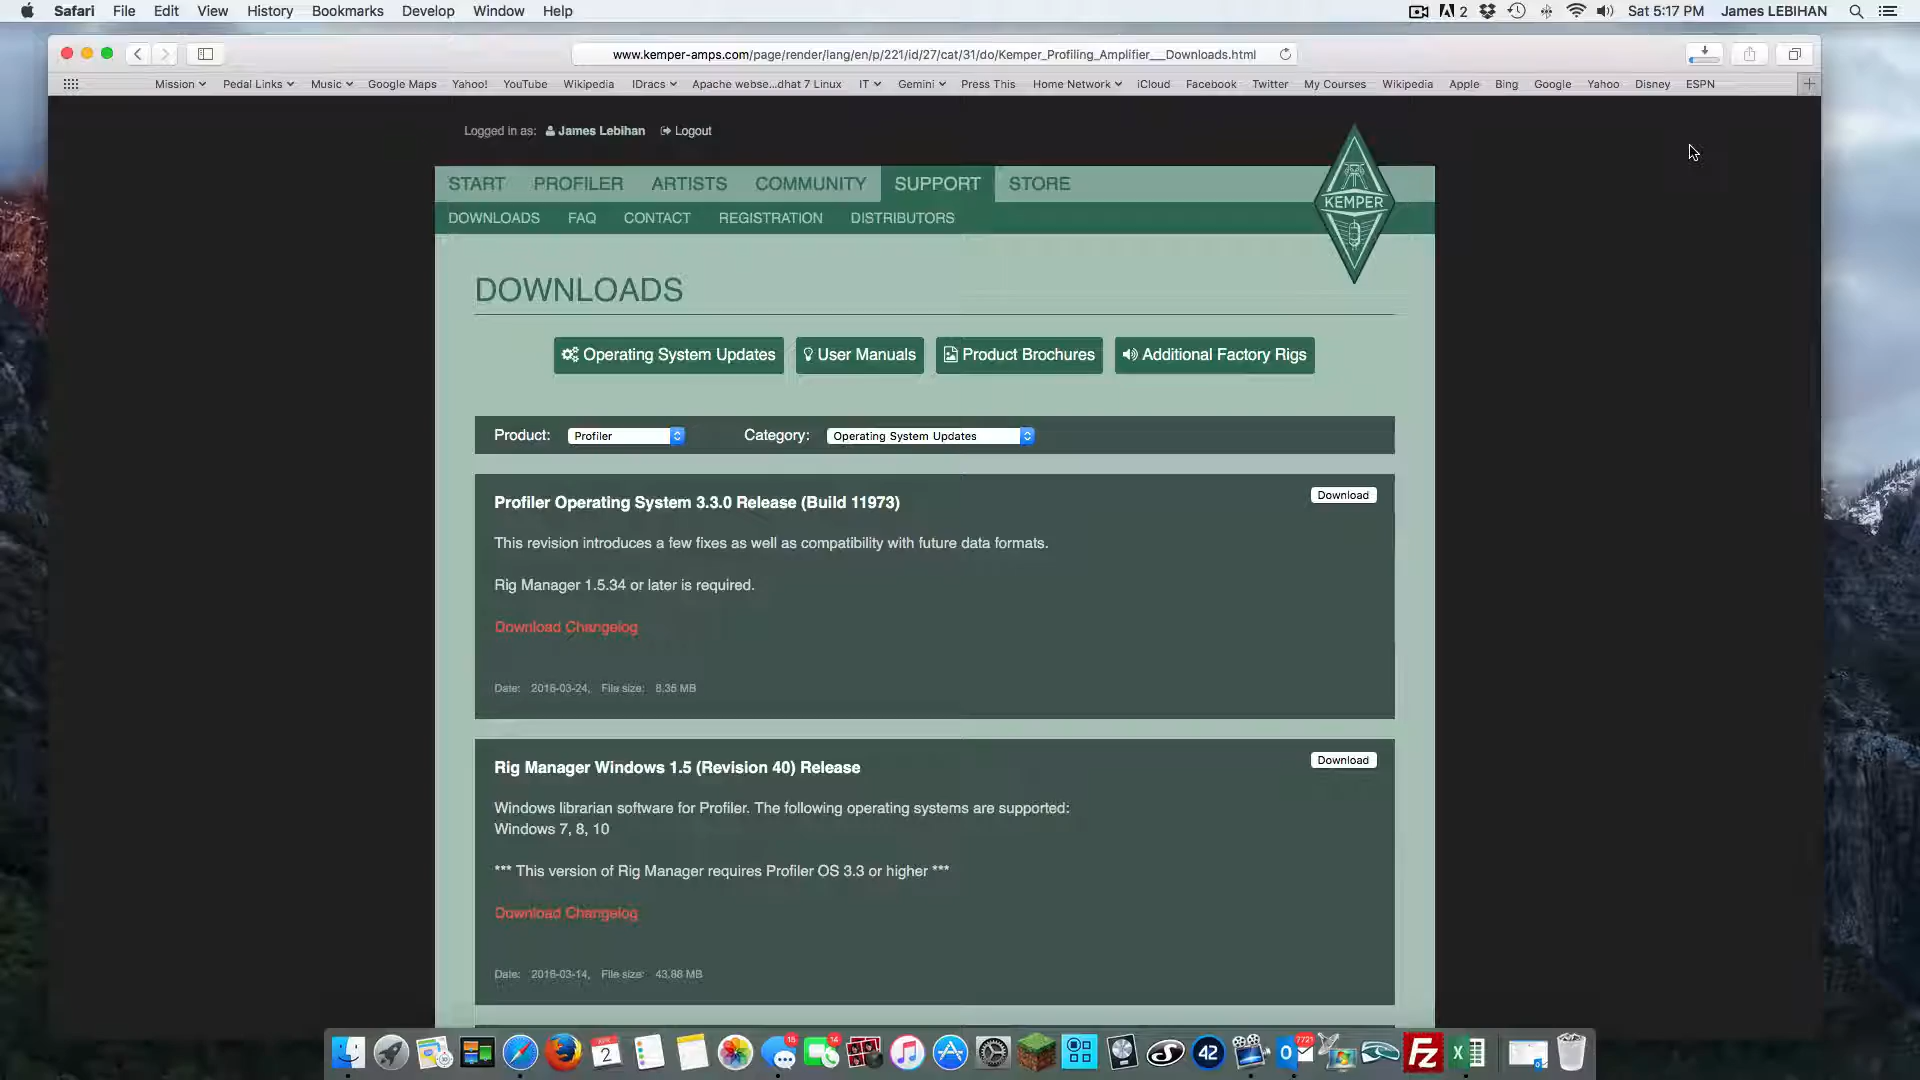 Safari File Edit View History Bookmarks Develop Window Help 2 Sat 5:17 PM James LEBIHAN
www.kemper-amps.com/page/render/lang/en/p/221/id/27/cat/31/do/Kemper_Profiling_Amplifier__Downloads.html
Mission Pedal Links Music Google Maps Yahoo! YouTube Wikipedia IDracs Apache webse...dhat 7 Linux IT Gemini Press This Home Network iCloud Facebook Twitter My Courses Wikipedia Apple Bing Google Yahoo Disney ESPN
Logged in as: James Lebihan Logout
START PROFILER ARTISTS COMMUNITY SUPPORT STORE
KEMPER
DOWNLOADS FAQ CONTACT REGISTRATION DISTRIBUTORS
DOWNLOADS
Operating System Updates User Manuals Product Brochures Additional Factory Rigs
Product: Profiler Category: Operating System Updates
Profiler Operating System 3.3.0 Release (Build 11973) Download
This revision introduces a few fixes as well as compatibility with future data formats.
Rig Manager 1.5.34 or later is required.
Download Changelog
Date: 2016-03-24, File size: 8.35 MB
Rig Manager Windows 1.5 (Revision 40) Release Download
Windows librarian software for Profiler. The following operating systems are supported:
Windows 7, 8, 10
*** This version of Rig Manager requires Profiler OS 3.3 or higher ***
Download Changelog
Date: 2016-03-14, File size: 43.88 MB
2 42 7721